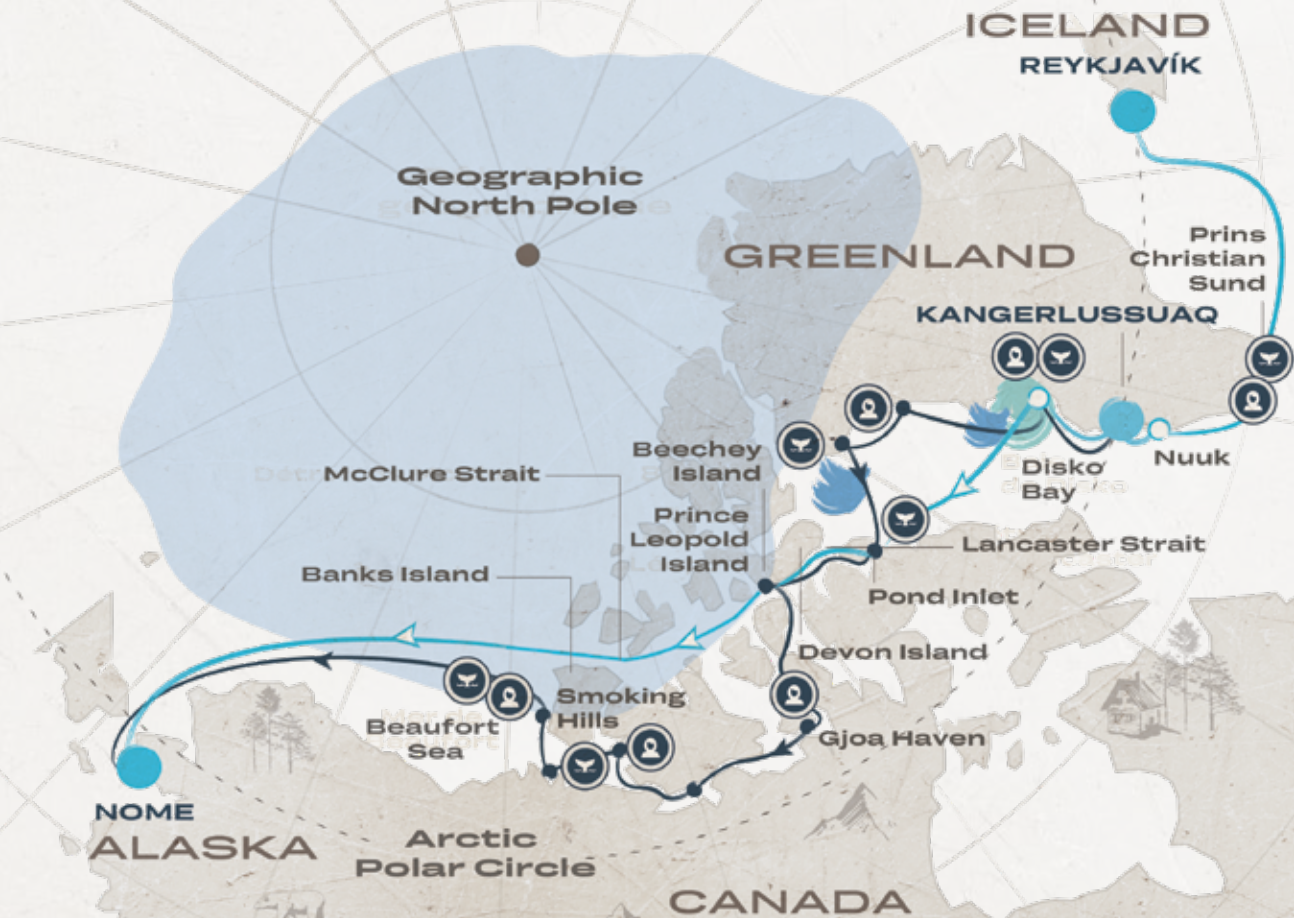 ICELAND
REYKJAVÍK
Geographic
North Pole
GREENLAND
Prins
Christian
Sund
KANGERLUSSUAQ
Beechey
Island
McClure Strait
Disko
Bay
Nuuk
Prince
Leopold
Island
Lancaster Strait
Banks Island
Pond Inlet
Devon Island
Smoking
Hills
Beaufort
Sea
Gjoa Haven
NOME
ALASKA
Arctic
Polar Circle
CANADA